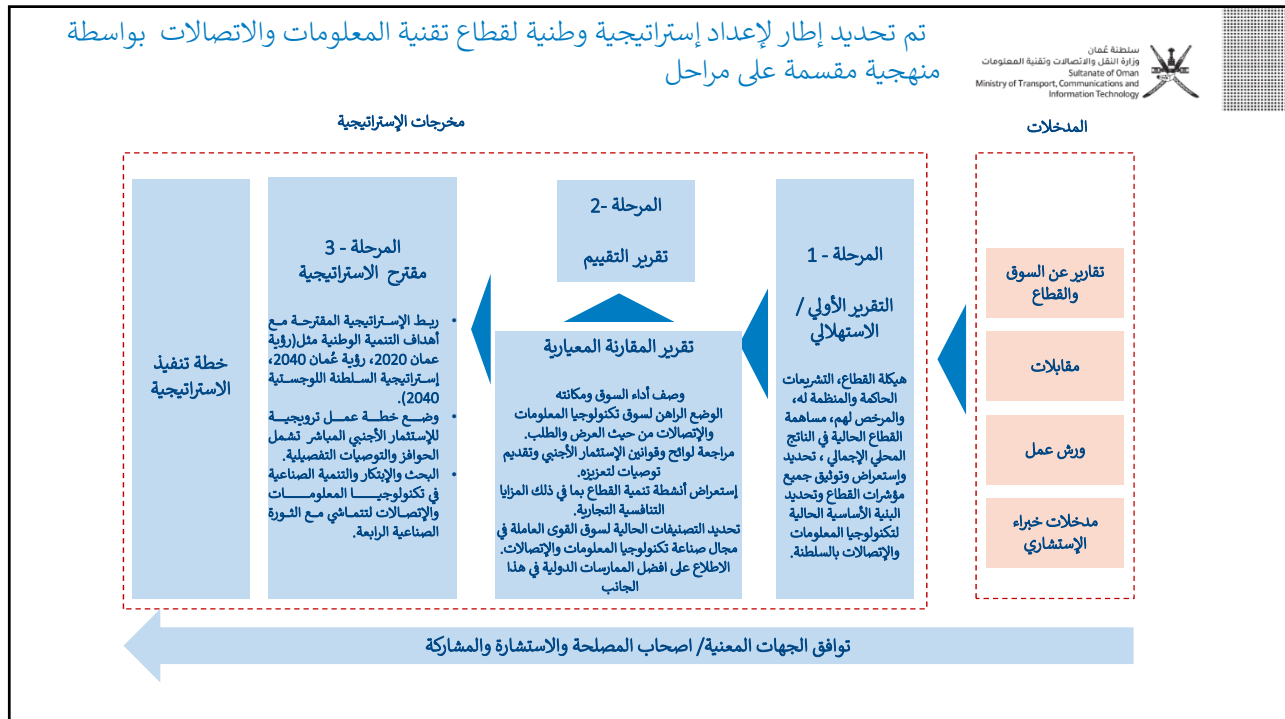 تم تحديد إطار لإعداد إستراتيجية وطنية لقطاع تقنية المعلومات والاتصالات بواسطة
منهجية مقسمة على مراحل
سلطنة عُمان
وزارة النقل والاتصالات وتقنية المعلومات
Sultanate of Oman
Ministry of Transport, Communications and
Information Technology
المدخلات
مخرجات الإستراتيجية
تقارير عن السوق
والقطاع
مقابلات
ورش عمل
مدخلات خبراء
الإستشاري
المرحلة - 1
التقرير الأولي /
الاستهلالي
هيكلة القطاع، التشريعات
الحاكمة والمنظمة له،
والمرخص لهم، مساهمة
القطاع الحالية في الناتج
المحلي الإجمالي ، تحديد
وإستعراض وتوثيق جميع
مؤشرات القطاع وتحديد
البنية الأساسية الحالية
لتكنولوجيا المعلومات
والإتصالات بالسلطنة.
المرحلة -2
تقرير التقييم
تقرير المقارنة المعيارية
وصف أداء السوق ومكانته
الوضع الراهن لسوق تكنولوجيا المعلومات
والإتصالات من حيث العرض والطلب.
مراجعة لوائح وقوانين الإستثمار الأجنبي وتقديم
توصيات لتعزيزه.
إستعراض أنشطة تنمية القطاع بما في ذلك المزايا
التنافسية التجارية.
تحديد التصنيفات الحالية لسوق القوى العاملة في
مجال صناعة تكنولوجيا المعلومات والإتصالات.
الاطلاع على افضل الممارسات الدولية في هذا
الجانب
المرحلة - 3
مقترح الاستراتيجية
• ربط الإستراتيجية المقترحة مع
أهداف التنمية الوطنية مثل(رؤية
عمان 2020، رؤية عُمان 2040،
إستراتيجية السلطنة اللوجستية
2040).
• وضع خطة عمل ترويجية
للإستثمار الأجنبي المباشر تشمل
الحوافز والتوصيات التفصيلية.
• البحث والإبتكار والتنمية الصناعية
في تكنولوجيا المعلومات
والإتصالات لتتماشي مع الثورة
الصناعية الرابعة.
خطة تنفيذ
الاستراتيجية
توافق الجهات المعنية/ اصحاب المصلحة والاستشارة والمشاركة